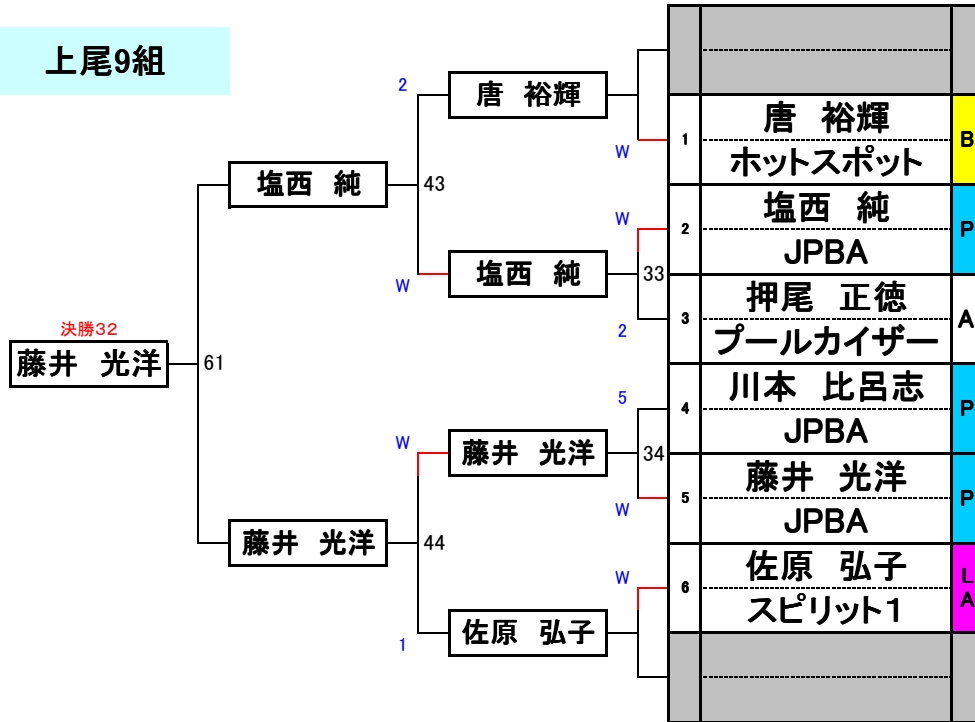 上尾9組
2
唐 裕輝
W
1
唐 裕輝
ホットスポット
B
塩西 純
43
W
2
塩西 純
JPBA
P
W
塩西 純
33
2
3
押尾 正徳
プールカイザー
A
決勝32
藤井 光洋
61
5
4
川本 比呂志
JPBA
P
W
藤井 光洋
34
W
5
藤井 光洋
JPBA
P
藤井 光洋
44
W
6
佐原 弘子
スピリット1
L
A
1
佐原 弘子